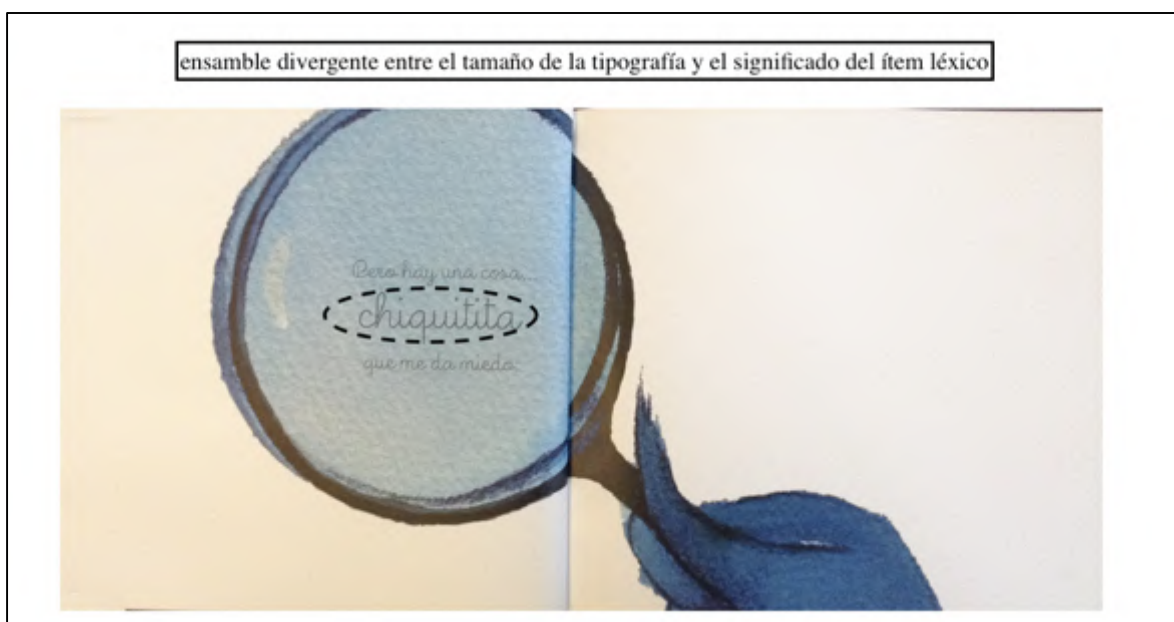 ensamble divergente entre el tamaño de la tipografía y el significado del ítem léxico
Pero hay una cosa...
chiquitita
que me da miedo.